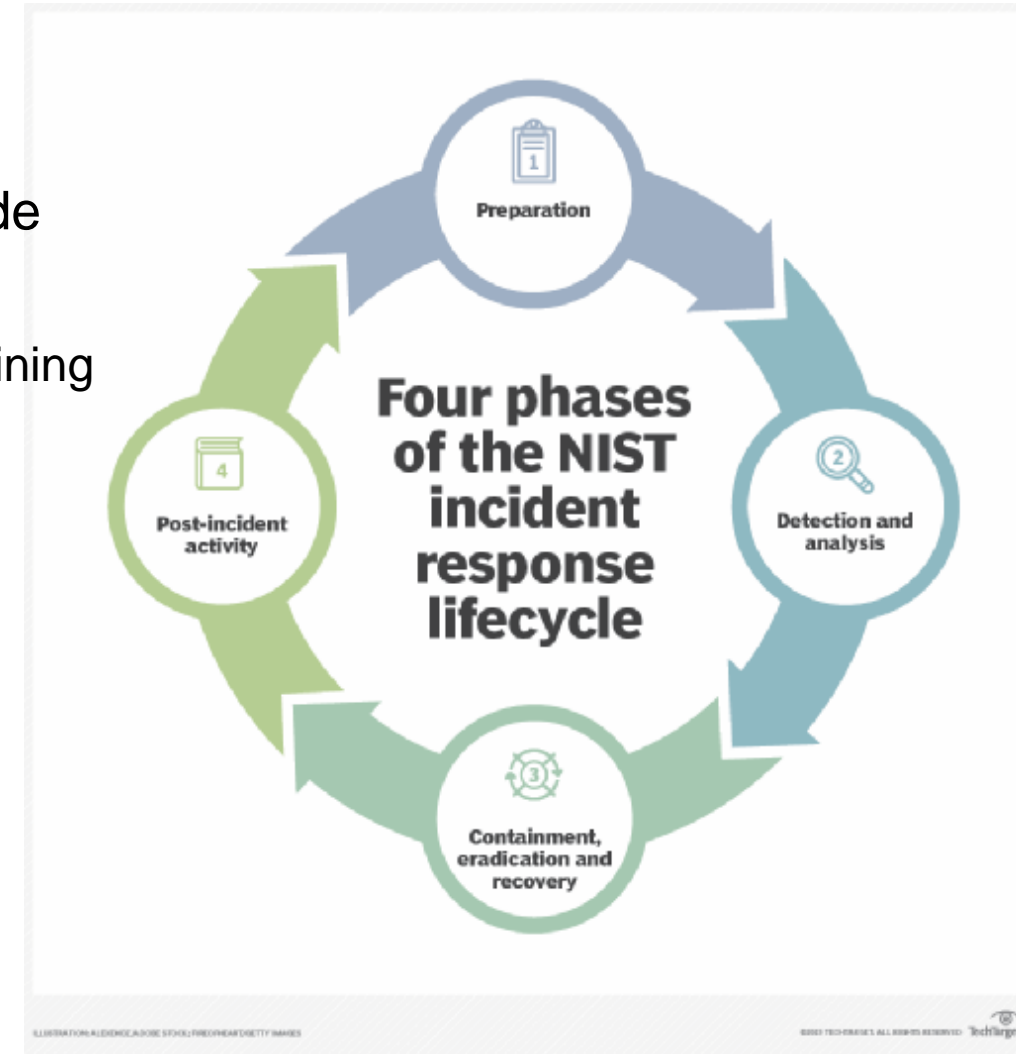 1
Preparation
de
ining
Four phases
of the NIST
incident
response
lifecycle
2
Detection and
analysis
3
Containment,
eradication and
recovery
4
Post-incident
activity
TechTarge